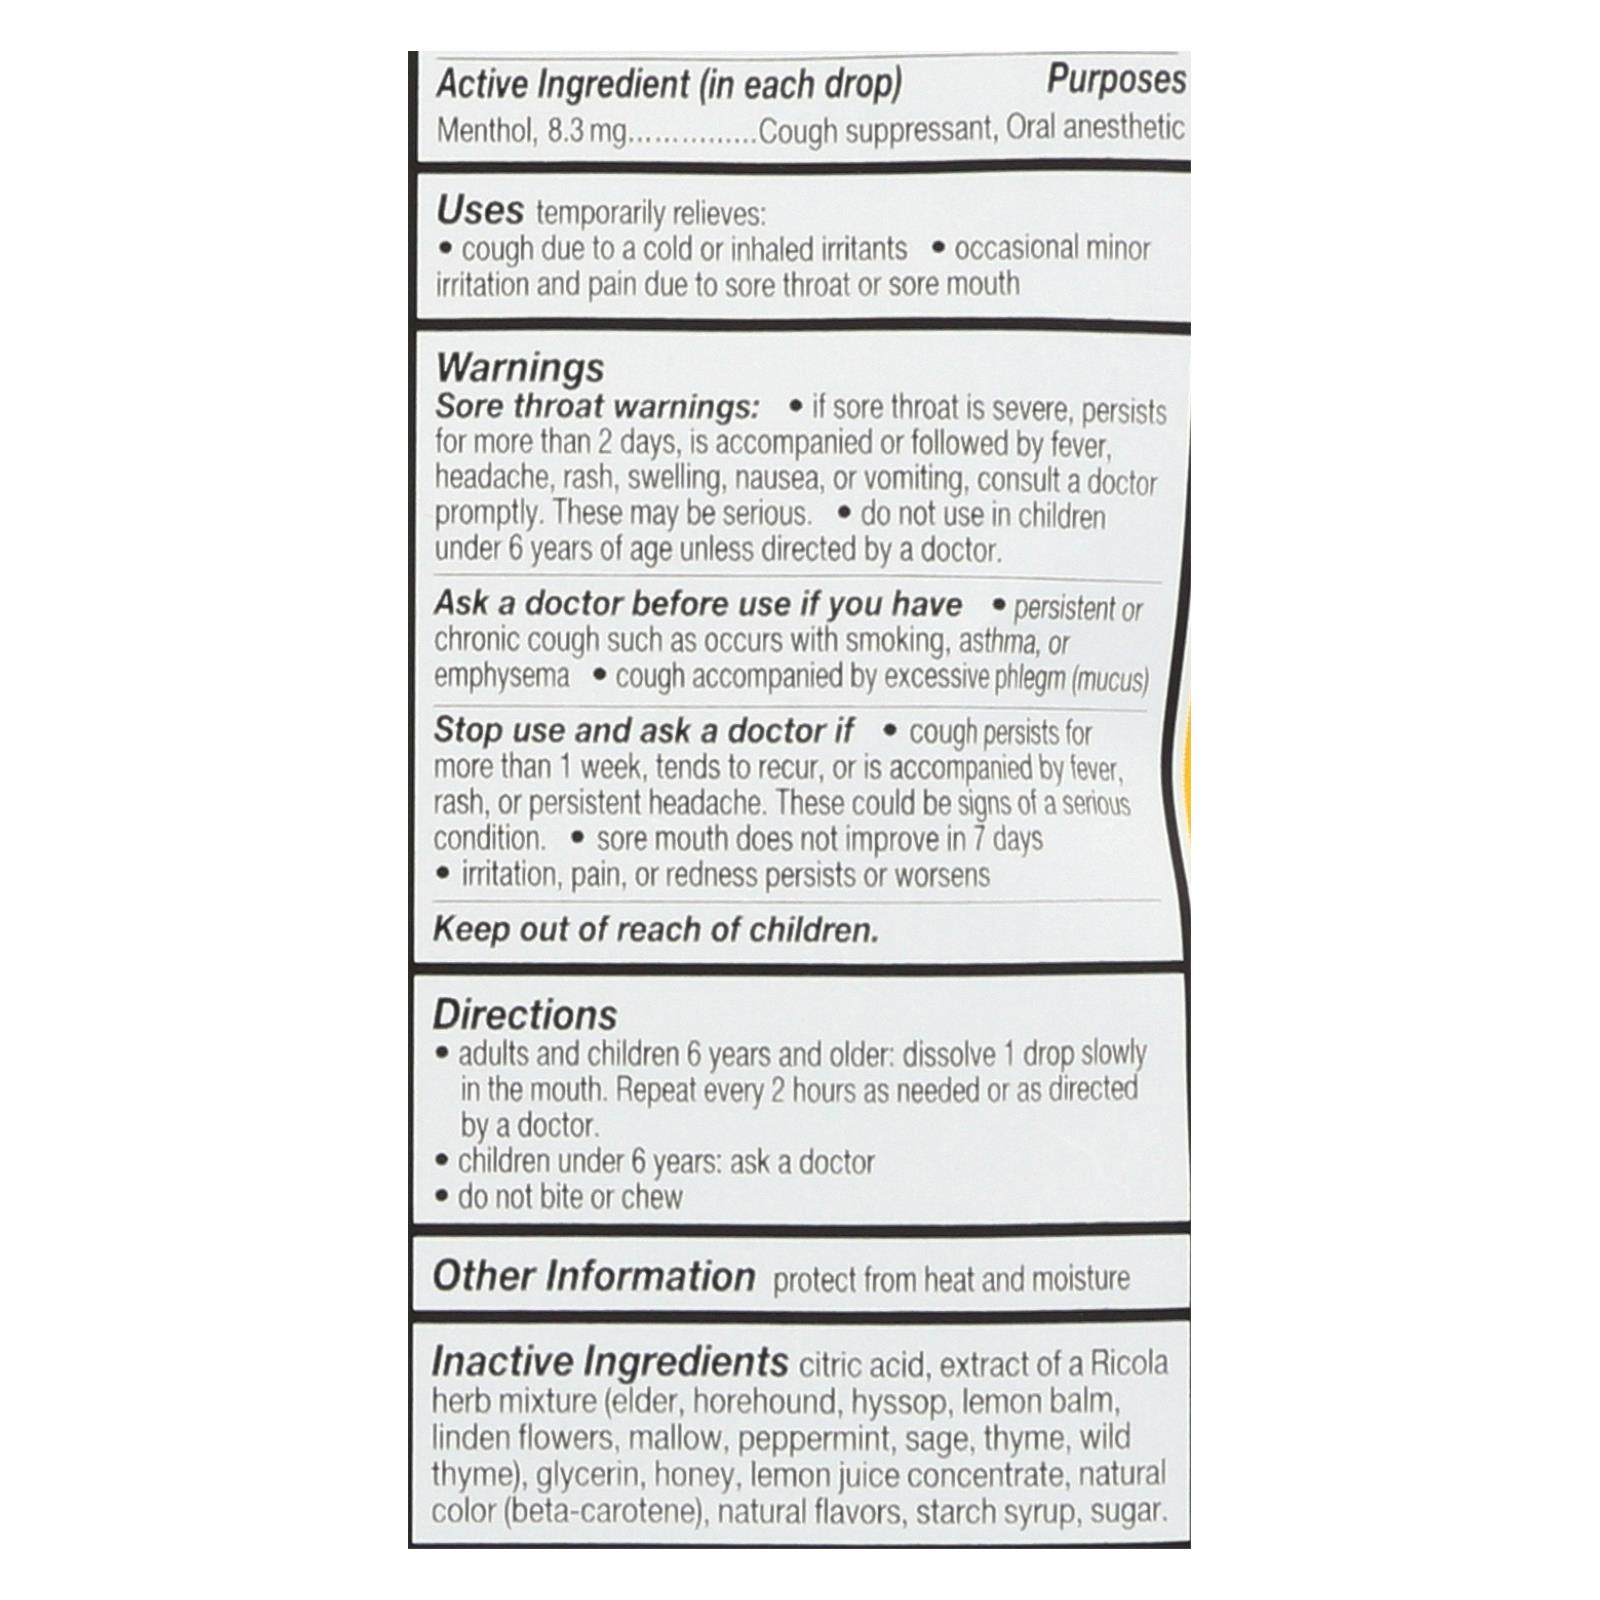 Active Ingredient (in each drop) Purposes
Menthol, 8.3 mg...............Cough suppressant, Oral anesthetic
Uses temporarily relieves:
• cough due to a cold or inhaled irritants • occasional minor
irritation and pain due to sore throat or sore mouth
Warnings
Sore throat warnings: • if sore throat is severe, persists
for more than 2 days, is accompanied or followed by fever,
headache, rash, swelling, nausea, or vomiting, consult a doctor
promptly. These may be serious. • do not use in children
under 6 years of age unless directed by a doctor.
Ask a doctor before use if you have • persistent or
chronic cough such as occurs with smoking, asthma, or
emphysema • cough accompanied by excessive phlegm (mucus)
Stop use and ask a doctor if • cough persists for
more than 1 week, tends to recur, or is accompanied by fever,
rash, or persistent headache. These could be signs of a serious
condition. • sore mouth does not improve in 7 days
• irritation, pain, or redness persists or worsens
Keep out of reach of children.
Directions
• adults and children 6 years and older: dissolve 1 drop slowly
in the mouth. Repeat every 2 hours as needed or as directed
by a doctor.
• children under 6 years: ask a doctor
• do not bite or chew
Other Information protect from heat and moisture
Inactive Ingredients citric acid, extract of a Ricola
herb mixture (elder, horehound, hyssop, lemon balm,
linden flowers, mallow, peppermint, sage, thyme, wild
thyme), glycerin, honey, lemon juice concentrate, natural
color (beta-carotene), natural flavors, starch syrup, sugar.